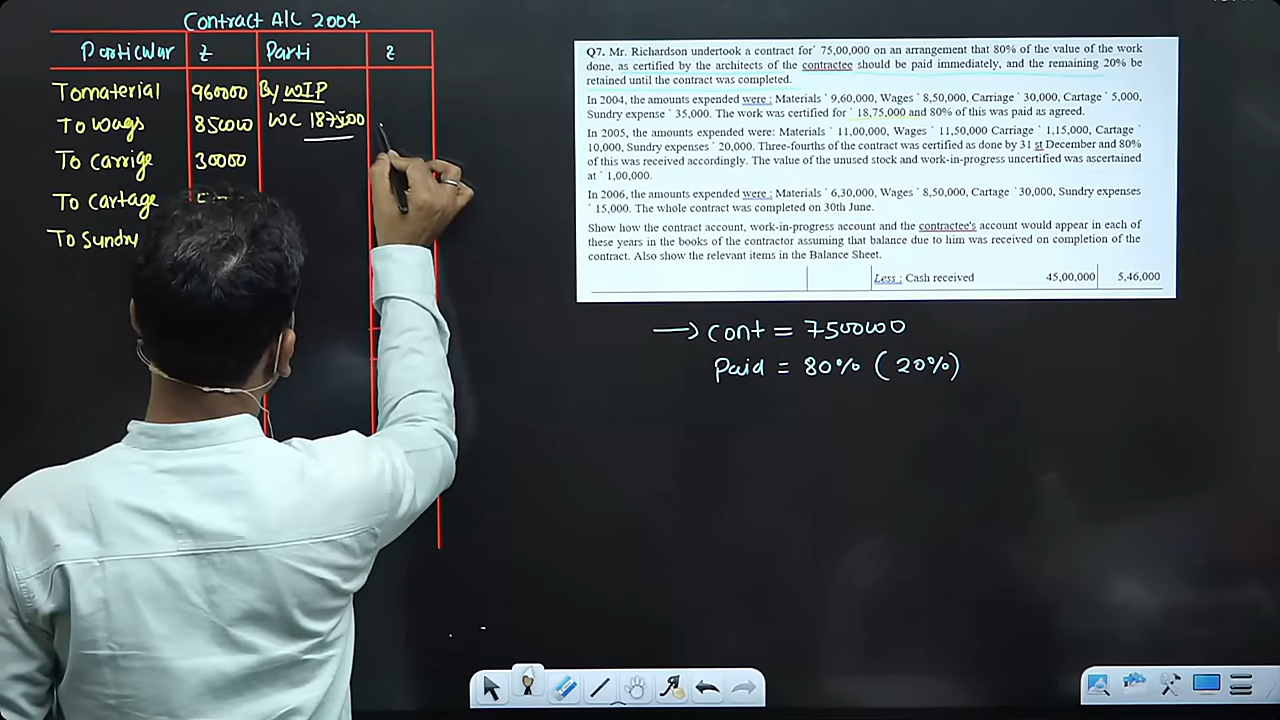 Contract A/C 2004
Particular ₹ Parti ₹
To material 960000 By WIP
To wags 850000 WC 1875000
To Carrige 30000
To Cartage
To Sundry
Q7. Mr. Richardson undertook a contract for` 75,00,000 on an arrangement that 80% of the value of the work
done, as certified by the architects of the contractee should be paid immediately, and the remaining 20% be
retained until the contract was completed.
In 2004, the amounts expended were : Materials ` 9,60,000, Wages ` 8,50,000, Carriage ` 30,000, Cartage ` 5,000,
Sundry expense ` 35,000. The work was certified for ` 18,75,000 and 80% of this was paid as agreed.
In 2005, the amounts expended were: Materials ` 11,00,000, Wages ` 11,50,000 Carriage ` 1,15,000, Cartage `
10,000, Sundry expenses ` 20,000. Three-fourths of the contract was certified as done by 31 st December and 80%
of this was received accordingly. The value of the unused stock and work-in-progress uncertified was ascertained
at ` 1,00,000.
In 2006, the amounts expended were : Materials ` 6,30,000, Wages ` 8,50,000, Cartage ` 30,000, Sundry expenses
` 15,000. The whole contract was completed on 30th June.
Show how the contract account, work-in-progress account and the contractee's account would appear in each of
these years in the books of the contractor assuming that balance due to him was received on completion of the
contract. Also show the relevant items in the Balance Sheet.
Less : Cash received 45,00,000 5,46,000
→ Cont = 7500000
Paid = 80% ( 20%)